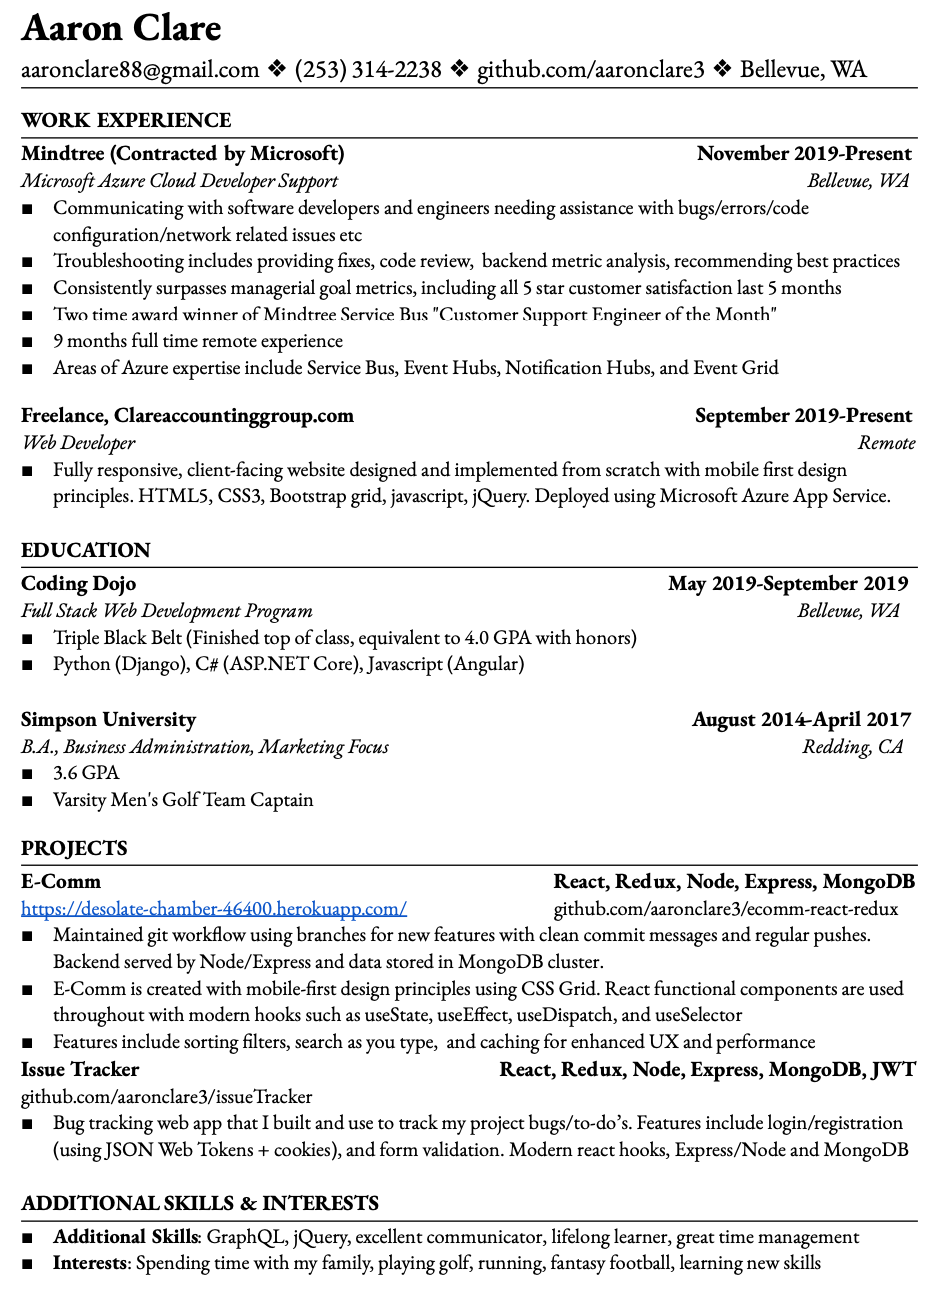 Aaron Clare
aaronclare88@gmail.com ❖ (253) 314-2238 ❖ github.com/aaronclare3 ❖ Bellevue, WA
WORK EXPERIENCE
Mindtree (Contracted by Microsoft) November 2019-Present
Microsoft Azure Cloud Developer Support Bellevue, WA
■ Communicating with software developers and engineers needing assistance with bugs/errors/code
configuration/network related issues etc
■ Troubleshooting includes providing fixes, code review,  backend metric analysis, recommending best practices
■ Consistently surpasses managerial goal metrics, including all 5 star customer satisfaction last 5 months
■ Two time award winner of Mindtree Service Bus "Customer Support Engineer of the Month"
■ 9 months full time remote experience
■ Areas of Azure expertise include Service Bus, Event Hubs, Notification Hubs, and Event Grid
Freelance, Clareaccountinggroup.com September 2019-Present
Web Developer Remote
■ Fully responsive, client-facing website designed and implemented from scratch with mobile first design
principles. HTML5, CSS3, Bootstrap grid, javascript, jQuery. Deployed using Microsoft Azure App Service.
EDUCATION
Coding Dojo May 2019-September 2019
Full Stack Web Development Program Bellevue, WA
■ Triple Black Belt (Finished top of class, equivalent to 4.0 GPA with honors)
■ Python (Django), C# (ASP.NET Core), Javascript (Angular)
Simpson University August 2014-April 2017
B.A., Business Administration, Marketing Focus Redding, CA
■ 3.6 GPA
■ Varsity Men's Golf Team Captain
PROJECTS
E-Comm React, Redux, Node, Express, MongoDB
https://desolate-chamber-46400.herokuapp.com/ github.com/aaronclare3/ecomm-react-redux
■ Maintained git workflow using branches for new features with clean commit messages and regular pushes.
Backend served by Node/Express and data stored in MongoDB cluster.
■ E-Comm is created with mobile-first design principles using CSS Grid. React functional components are used
throughout with modern hooks such as useState, useEffect, useDispatch, and useSelector
■ Features include sorting filters, search as you type,  and caching for enhanced UX and performance
Issue Tracker React, Redux, Node, Express, MongoDB, JWT
github.com/aaronclare3/issueTracker
■ Bug tracking web app that I built and use to track my project bugs/to-do’s. Features include login/registration
(using JSON Web Tokens + cookies), and form validation. Modern react hooks, Express/Node and MongoDB
ADDITIONAL SKILLS & INTERESTS
■ Additional Skills: GraphQL, jQuery, excellent communicator, lifelong learner, great time management
■ Interests: Spending time with my family, playing golf, running, fantasy football, learning new skills